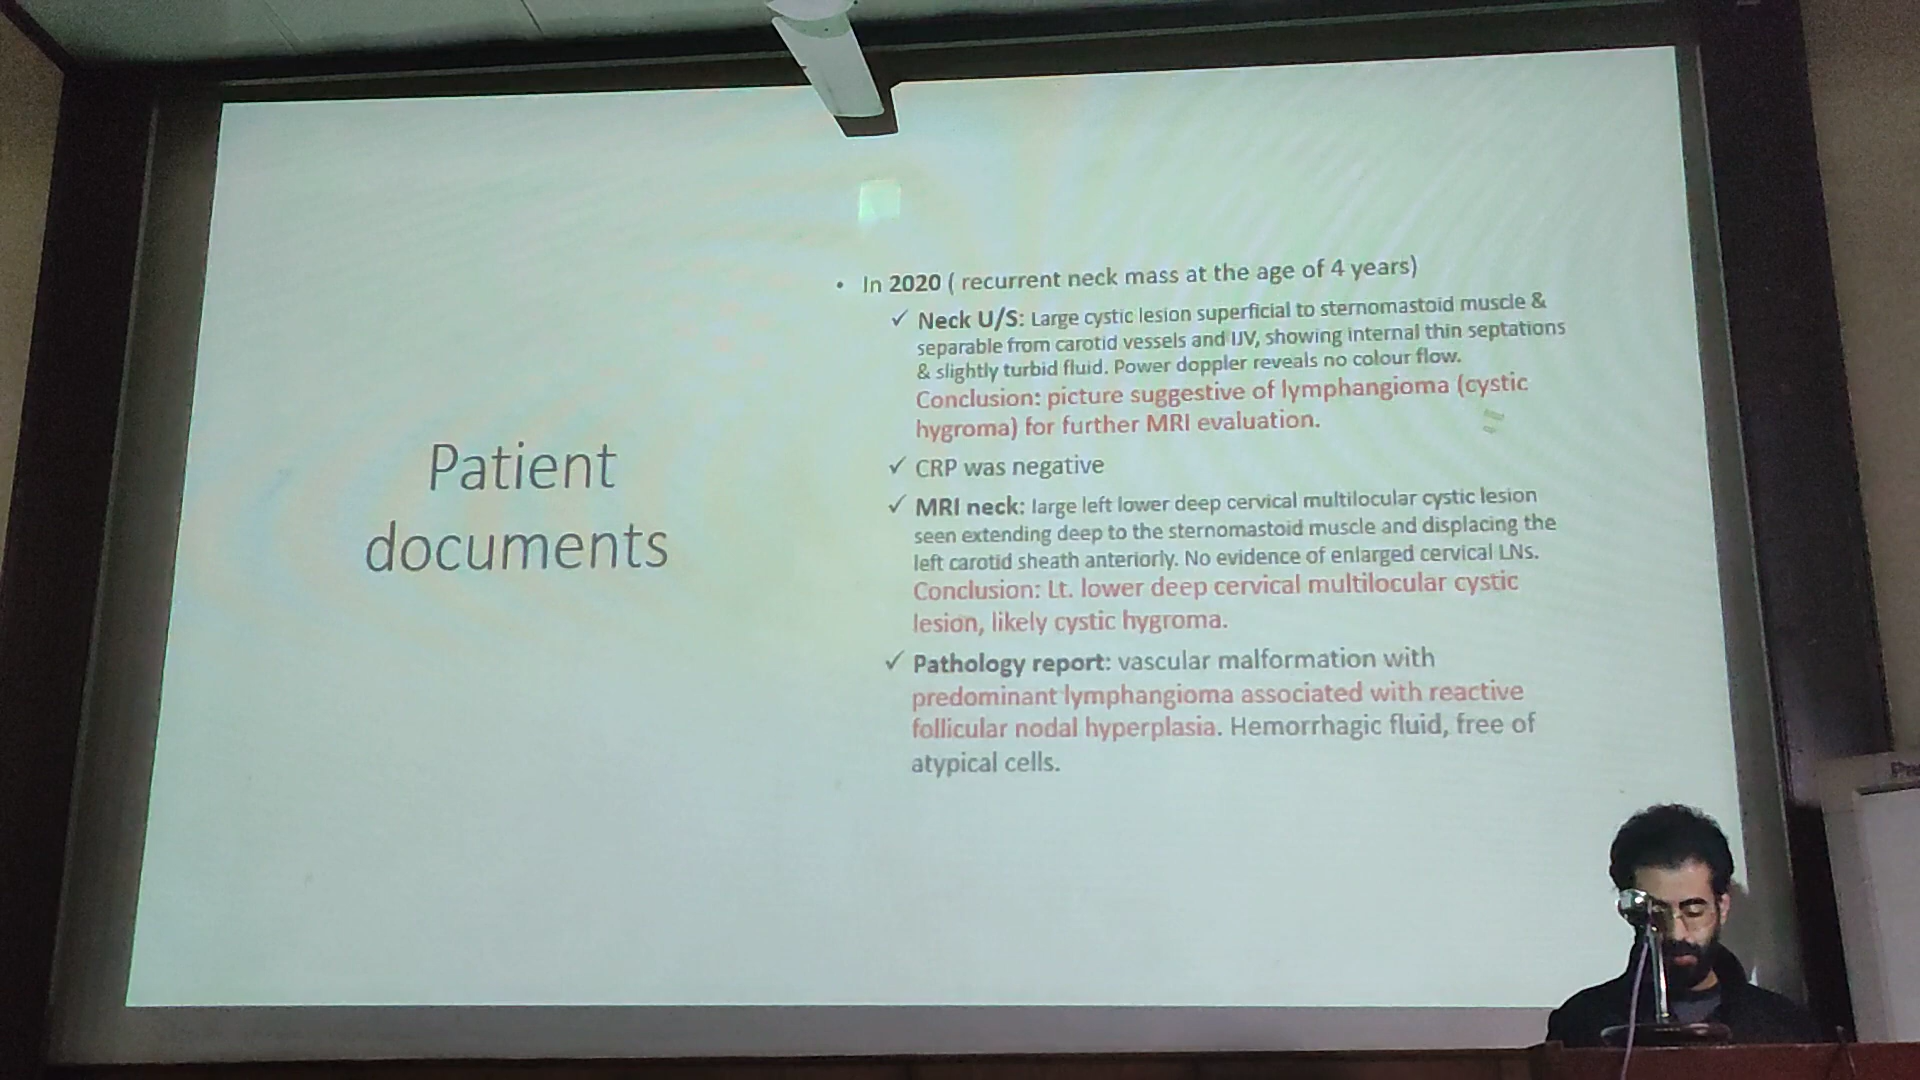 Patient
documents
• In 2020 ( recurrent neck mass at the age of 4 years)
✓ Neck U/S: Large cystic lesion superficial to sternomastoid muscle &
separable from carotid vessels and IJV, showing internal thin septations
& slightly turbid fluid. Power doppler reveals no colour flow.
Conclusion: picture suggestive of lymphangioma (cystic
hygroma) for further MRI evaluation.
✓ CRP was negative
✓ MRI neck: large left lower deep cervical multilocular cystic lesion
seen extending deep to the sternomastoid muscle and displacing the
left carotid sheath anteriorly. No evidence of enlarged cervical LNs.
Conclusion: Lt. lower deep cervical multilocular cystic
lesion, likely cystic hygroma.
✓ Pathology report: vascular malformation with
predominant lymphangioma associated with reactive
follicular nodal hyperplasia. Hemorrhagic fluid, free of
atypical cells.